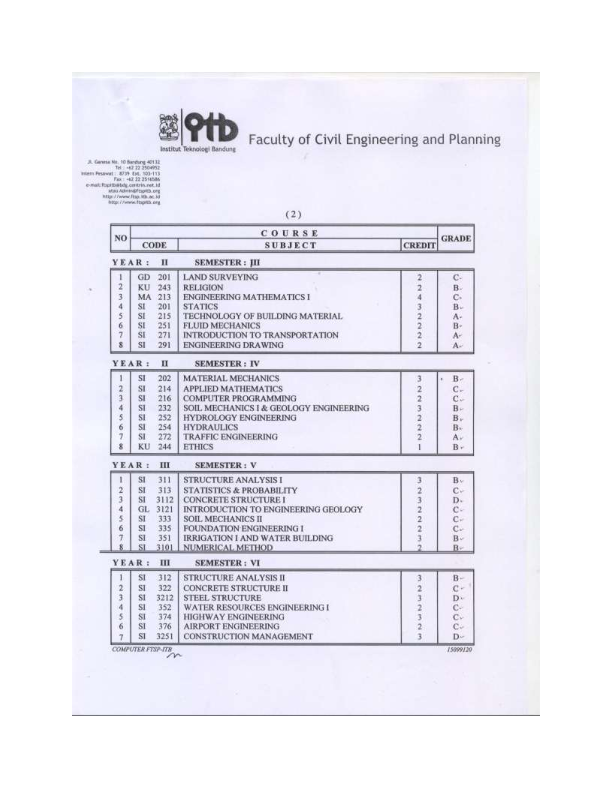 itb
Institut Teknologi Bandung
Faculty of Civil Engineering and Planning
Jl. Ganesa No. 10 Bandung 40132
Tel : +62 22 2504952
Intern Pesawat : 8739 Ext. 103-113
Fax : +62 22 2514586
(2)
NO COURSE GRADE
CODE SUBJECT CREDIT
YEAR : II SEMESTER : III
1 GD 201 LAND SURVEYING 2 C
2 KU 243 RELIGION 2 B
3 MA 213 ENGINEERING MATHEMATICS I 4 C
4 SI 201 STATICS 3 B
5 SI 215 TECHNOLOGY OF BUILDING MATERIAL 2 A
6 SI 251 FLUID MECHANICS 2 B
7 SI 271 INTRODUCTION TO TRANSPORTATION 2 A
8 SI 291 ENGINEERING DRAWING 2 A
YEAR : II SEMESTER : IV
1 SI 202 MATERIAL MECHANICS 3 B
2 SI 214 APPLIED MATHEMATICS 2 C
3 SI 216 COMPUTER PROGRAMMING 2 C
4 SI 232 SOIL MECHANICS I & GEOLOGY ENGINEERING 3 B
5 SI 252 HYDROLOGY ENGINEERING 2 B
6 SI 254 HYDRAULICS 2 B
7 SI 272 TRAFFIC ENGINEERING 2 A
8 KU 244 ETHICS 1 B
YEAR : III SEMESTER : V
1 SI 311 STRUCTURE ANALYSIS I 3 B
2 SI 313 STATISTICS & PROBABILITY 2 C
3 SI 3112 CONCRETE STRUCTURE I 3 D
4 GL 3121 INTRODUCTION TO ENGINEERING GEOLOGY 2 C
5 SI 333 SOIL MECHANICS II 2 C
6 SI 335 FOUNDATION ENGINEERING I 2 C
7 SI 351 IRRIGATION I AND WATER BUILDING 3 B
8 SI 3101 NUMERICAL METHOD 2 B
YEAR : III SEMESTER : VI
1 SI 312 STRUCTURE ANALYSIS II 3 B
2 SI 322 CONCRETE STRUCTURE II 2 C
3 SI 3212 STEEL STRUCTURE 3 D
4 SI 352 WATER RESOURCES ENGINEERING I 2 C
5 SI 374 HIGHWAY ENGINEERING 3 C
6 SI 376 AIRPORT ENGINEERING 2 C
7 SI 3251 CONSTRUCTION MANAGEMENT 3 D
COMPUTER FTSP-ITB 15099120